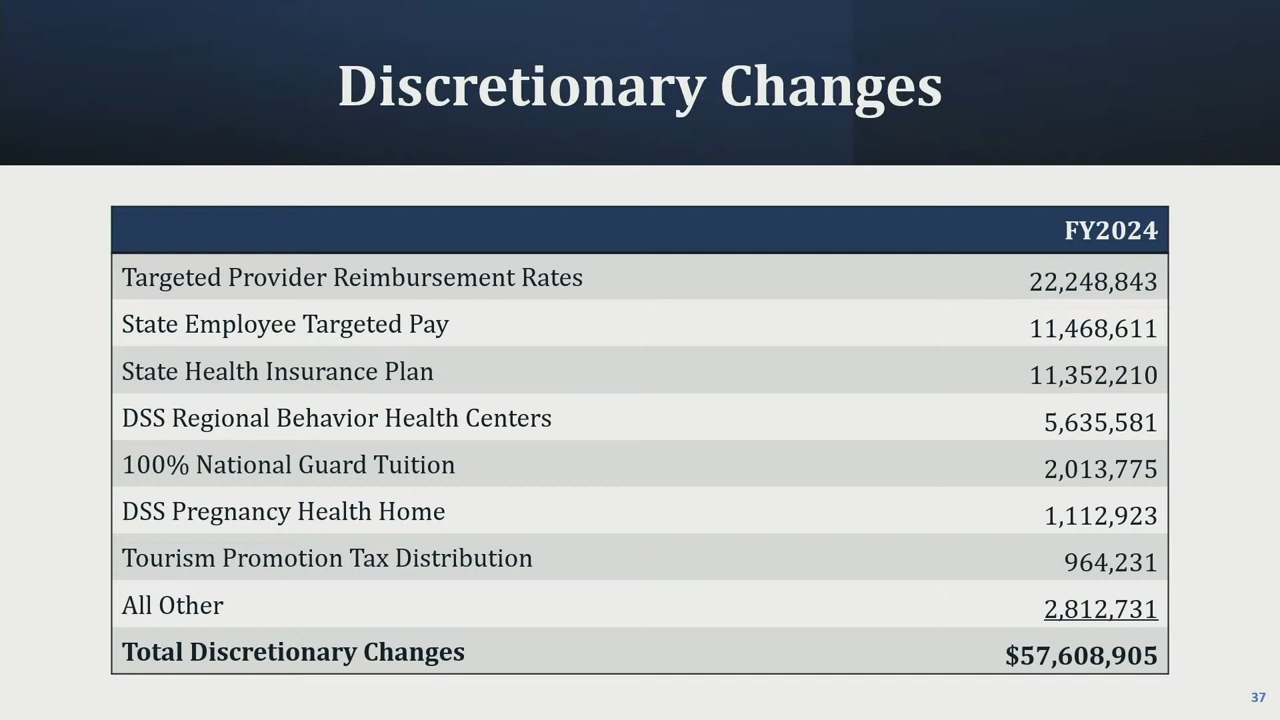 Discretionary Changes
FY2024
Targeted Provider Reimbursement Rates 22,248,843
State Employee Targeted Pay 11,468,611
State Health Insurance Plan 11,352,210
DSS Regional Behavior Health Centers 5,635,581
100% National Guard Tuition 2,013,775
DSS Pregnancy Health Home 1,112,923
Tourism Promotion Tax Distribution 964,231
All Other 2,812,731
Total Discretionary Changes $57,608,905
37